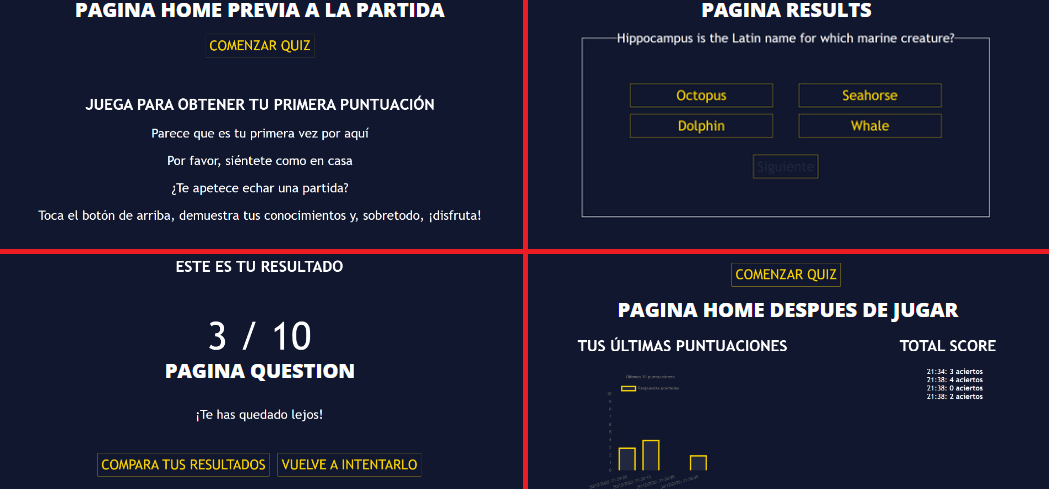 PAGINA HOME PREVIA A LA PARTIDA
COMENZAR QUIZ
JUEGA PARA OBTENER TU PRIMERA PUNTUACIÓN
Parece que es tu primera vez por aquí
Por favor, siéntete como en casa
¿Te apetece echar una partida?
Toca el botón de arriba, demuestra tus conocimientos y, sobretodo, ¡disfruta!
PAGINA RESULTS
Hippocampus is the Latin name for which marine creature?
Octopus
Seahorse
Dolphin
Whale
Siguiente
ESTE ES TU RESULTADO
3 / 10
PAGINA QUESTION
¡Te has quedado lejos!
COMPARA TUS RESULTADOS
VUELVE A INTENTARLO
COMENZAR QUIZ
PAGINA HOME DESPUES DE JUGAR
TUS ÚLTIMAS PUNTUACIONES
TOTAL SCORE
21:34: 3 aciertos
21:38: 4 aciertos
21:38: 0 aciertos
21:38: 2 aciertos